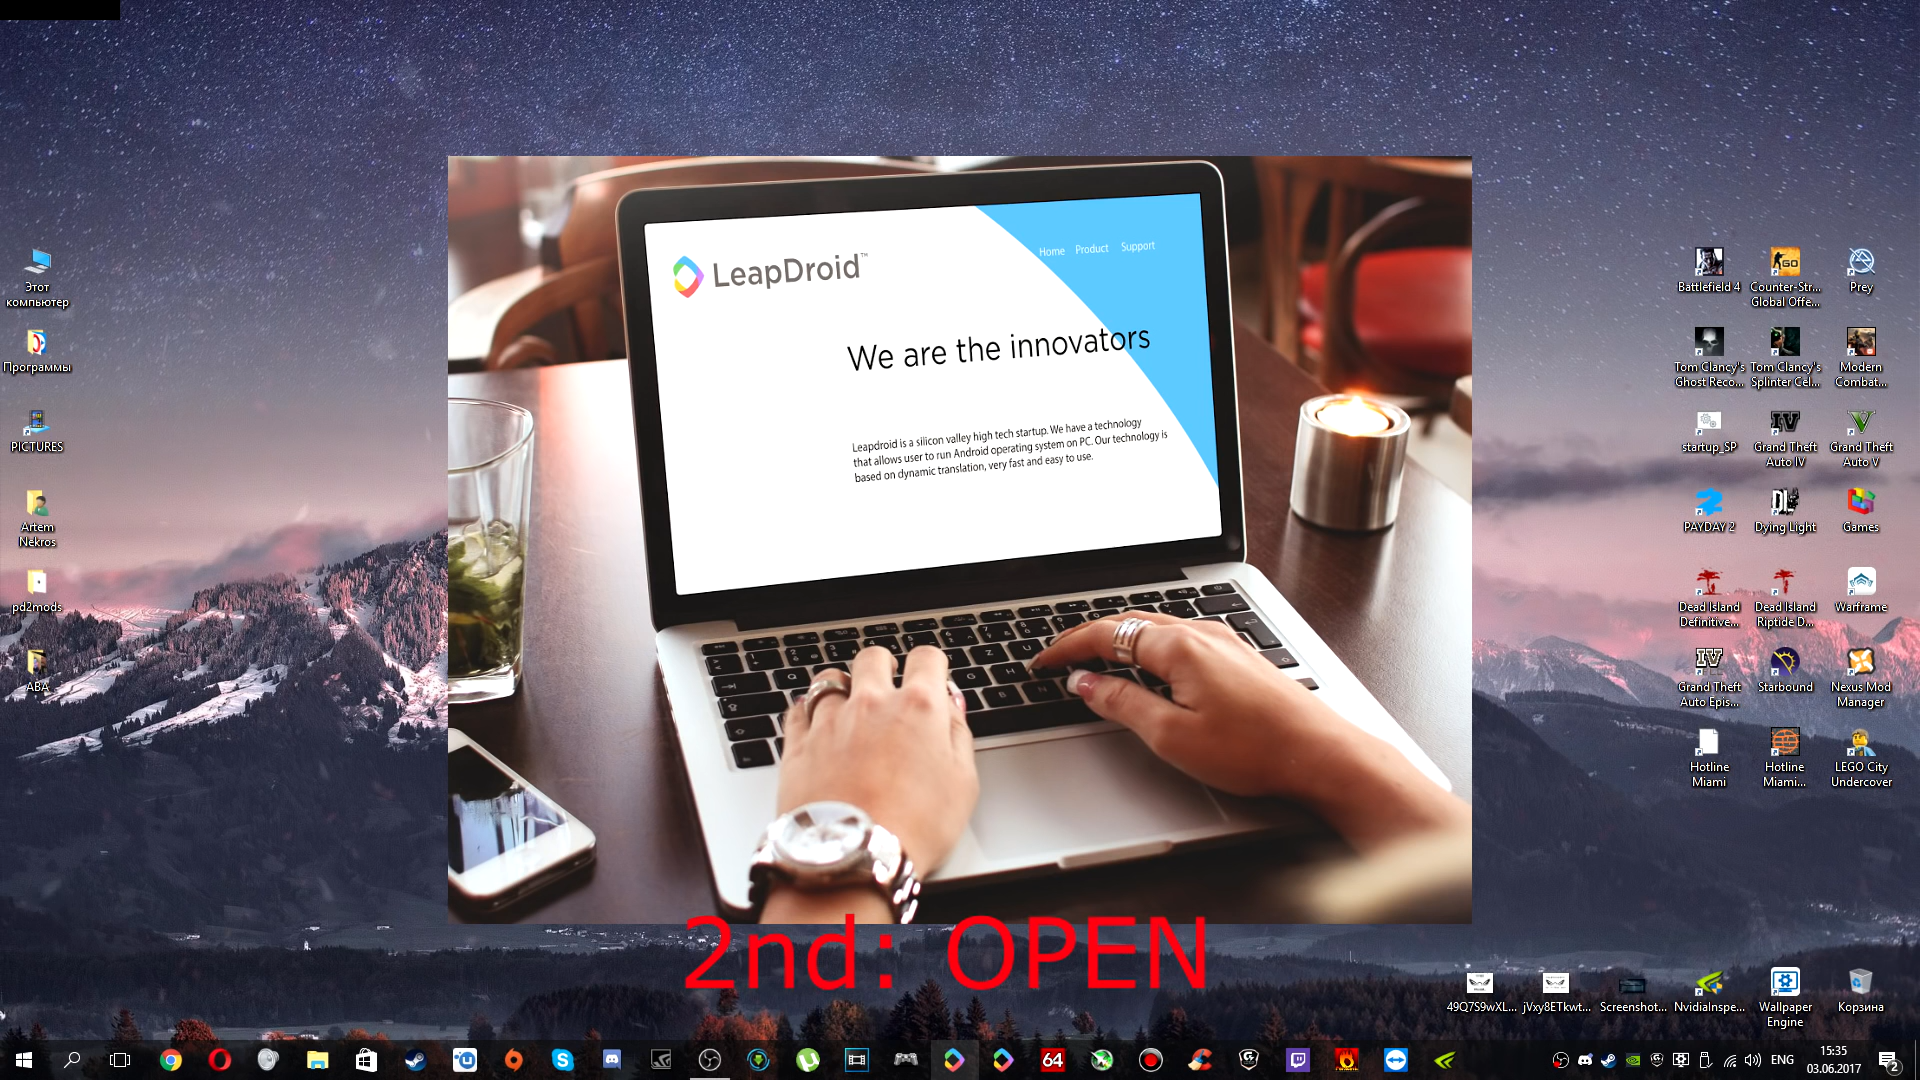 LeapDroid™
Home Product Support
We are the innovators
Leapdroid is a silicon valley high tech startup. We have a technology
that allows user to run Android operating system on PC. Our technology is
based on dynamic translation, very fast and easy to use.
2nd: OPEN
Этот
компьютер
Программы
PICTURES
Artem
Nekros
pd2mods
ABA
Battlefield 4
Counter-Str...
Global Offe...
Prey
Tom Clancy's
Ghost Reco...
Tom Clancy's
Splinter Cel...
Modern
Combat...
startup_SP
Grand Theft
Auto IV
Grand Theft
Auto V
PAYDAY 2
Dying Light
Games
Dead Island
Definitive...
Dead Island
Riptide D...
Warframe
Grand Theft
Auto Epis...
Starbound
Nexus Mod
Manager
Hotline
Miami
Hotline
Miami...
LEGO City
Undercover
49Q7S9wXL...
jVxy8ETkwt...
Screenshot...
NvidiaInspe...
Wallpaper
Engine
Корзина
64
ENG
15:35
03.06.2017
2